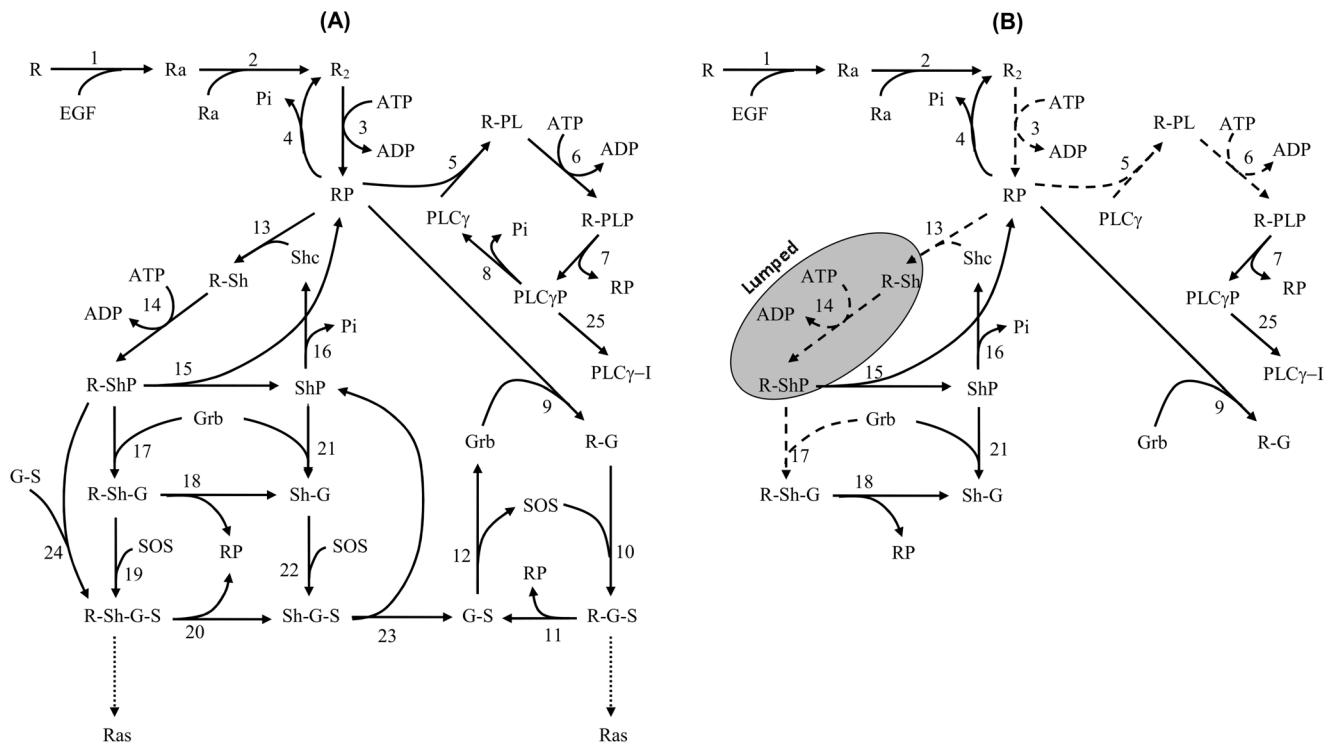 (A)
R
1
Ra
2
R2
EGF
Ra
Pi
4
3
ATP
ADP
R-PL
ATP
6
ADP
5
RP
PLCγ
Pi
R-PLP
13
Shc
8
7
RP
R-Sh
ATP
14
ADP
PLCγP
25
Pi
16
PLCγ–I
R-ShP
15
ShP
9
Grb
Grb
R-G
17
21
G-S
R-Sh-G
18
Sh-G
SOS
24
SOS
RP
SOS
12
10
19
22
RP
R-Sh-G-S
20
Sh-G-S
23
G-S
11
R-G-S
Ras
Ras
(B)
R
1
Ra
2
R2
EGF
Ra
Pi
4
3
ATP
ADP
R-PL
ATP
6
ADP
5
RP
PLCγ
R-PLP
13
Shc
7
RP
Lumped
R-Sh
ATP
14
ADP
PLCγP
25
Pi
16
PLCγ–I
R-ShP
15
ShP
9
Grb
Grb
R-G
17
21
R-Sh-G
18
Sh-G
RP